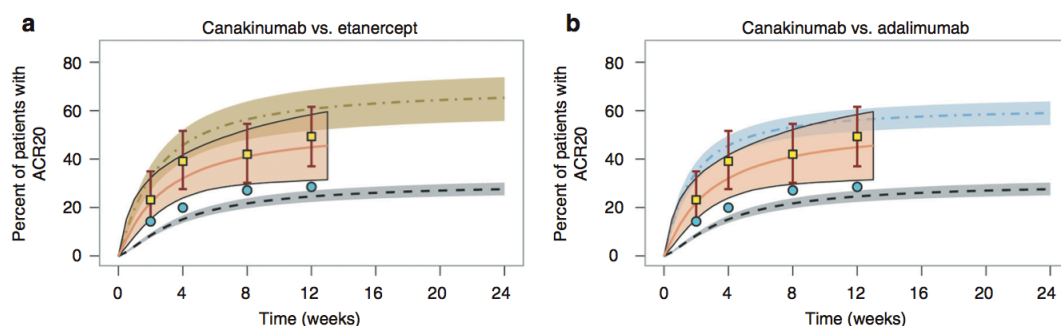 a
Canakinumab vs. etanercept
Percent of patients with
ACR20
80
60
40
20
0
0 4 8 12 16 20 24
Time (weeks)
b
Canakinumab vs. adalimumab
Percent of patients with
ACR20
80
60
40
20
0
0 4 8 12 16 20 24
Time (weeks)